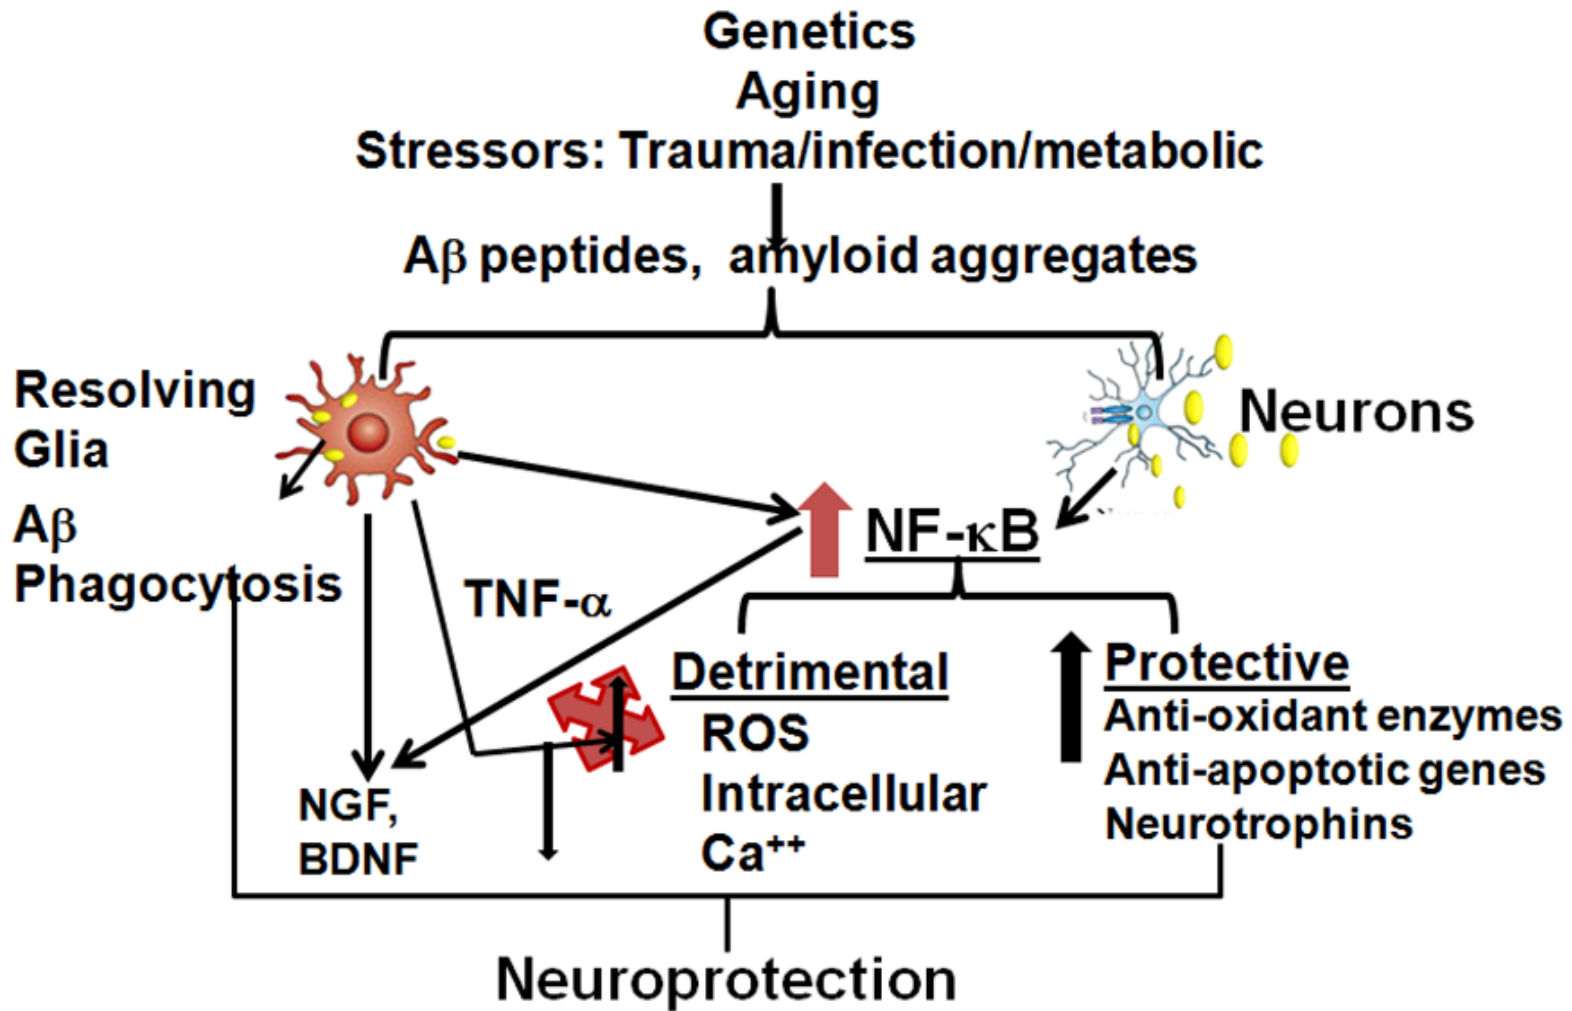 Genetics
Aging
Stressors: Trauma/infection/metabolic
Aβ peptides, amyloid aggregates
Resolving
Glia
Neurons
Aβ
Phagocytosis
NF-κB
TNF-α
Detrimental
ROS
Intracellular
Ca⁺⁺
Protective
Anti-oxidant enzymes
Anti-apoptotic genes
Neurotrophins
NGF,
BDNF
Neuroprotection